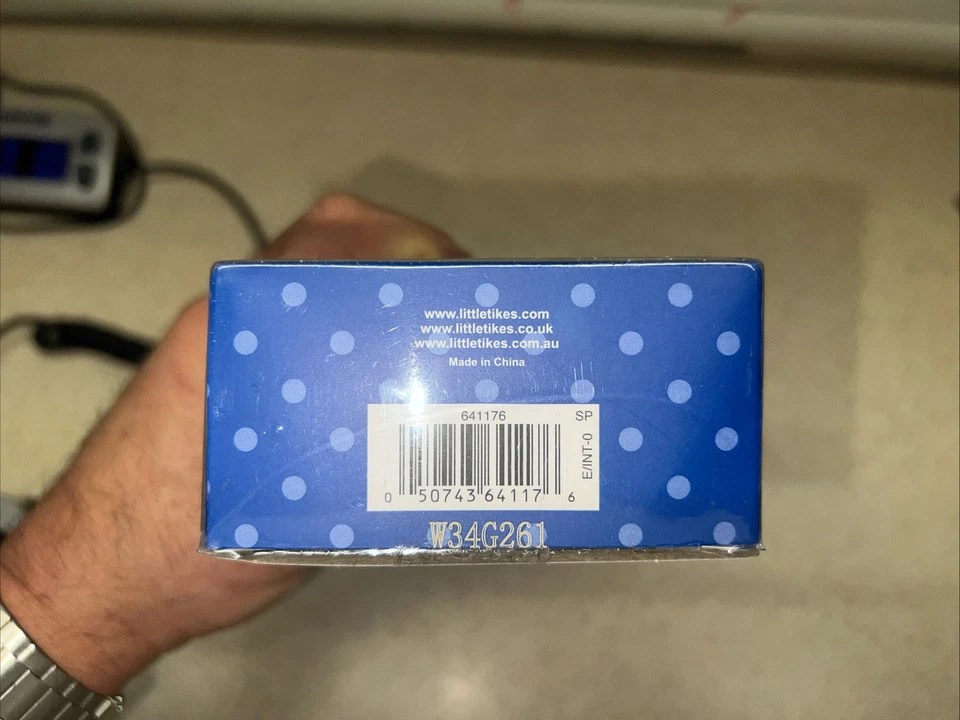 www.littletikes.com
www.littletikes.co.uk
www.littletikes.com.au
Made in China
641176 SP
E/INT-0
0 50743 64117 6
W34G261